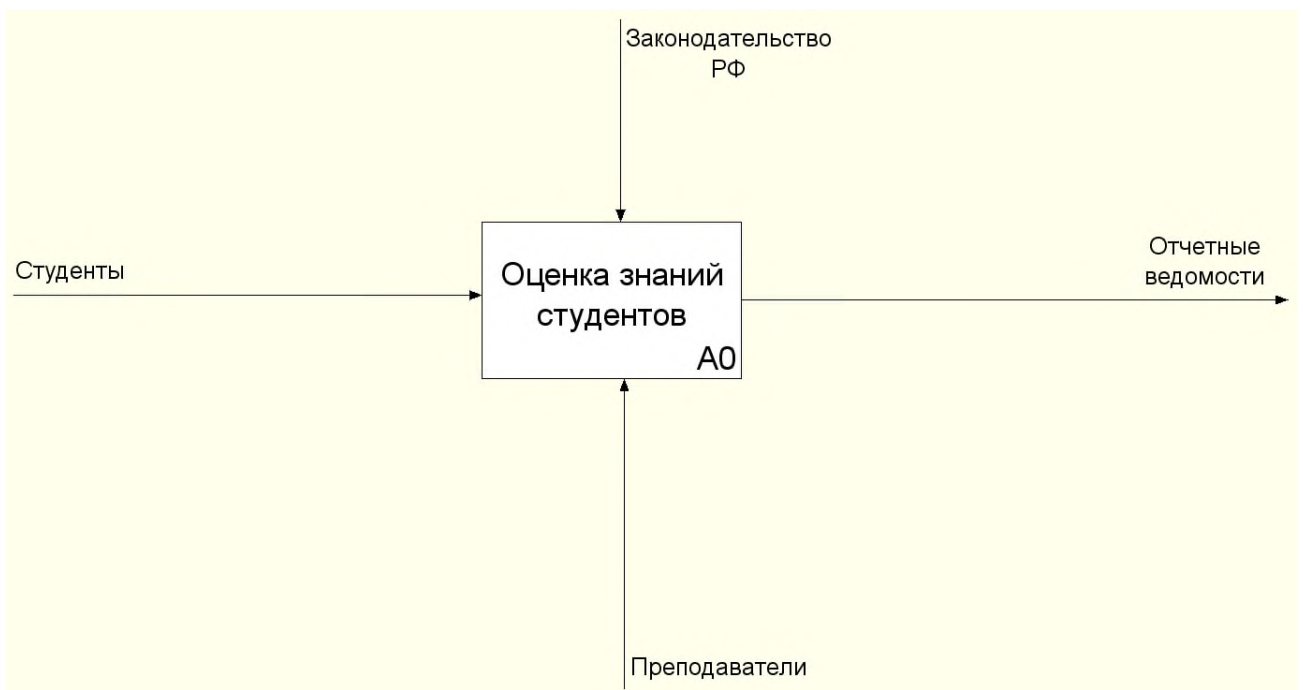 Законодательство
РФ
Студенты
Оценка знаний
студентов
A0
Отчетные
ведомости
Преподаватели